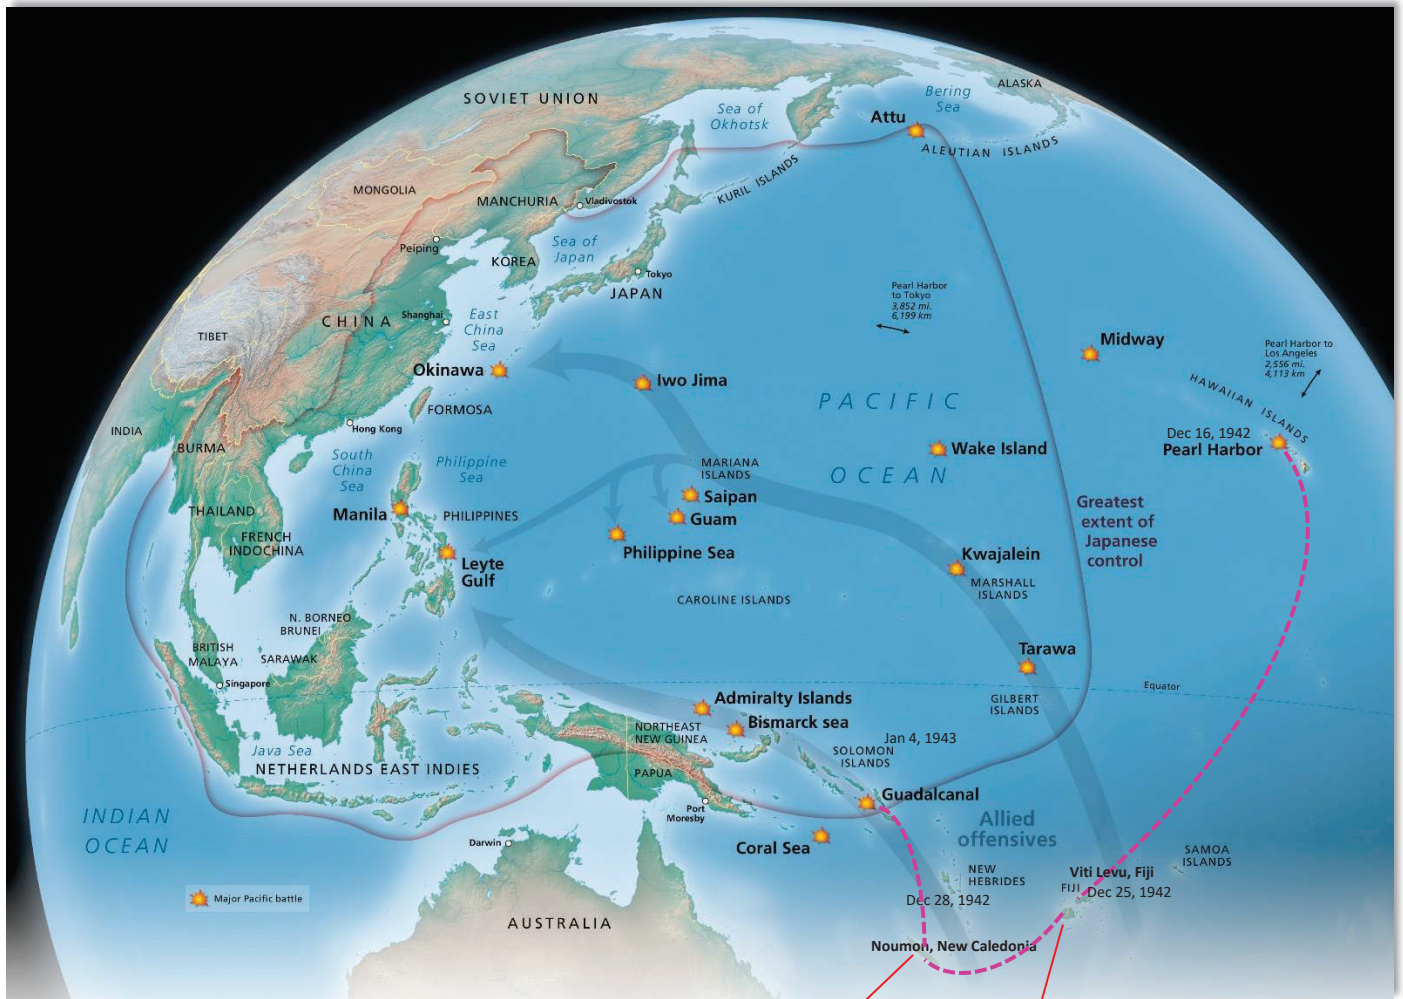 SOVIET UNION
Sea of
Okhotsk
Bering
Sea
ALASKA
Attu
ALEUTIAN ISLANDS
KURIL ISLANDS
MONGOLIA
MANCHURIA
Vladivostok
Peiping
Sea of
Japan
KOREA
Tokyo
JAPAN
Pearl Harbor
to Tokyo
3,852 mi.
6,199 km
CHINA
Shanghai
East
China
Sea
TIBET
Midway
Pearl Harbor to
Los Angeles
2,556 mi.
4,113 km
Okinawa
Iwo Jima
HAWAIIAN ISLANDS
FORMOSA
PACIFIC
OCEAN
INDIA
Hong Kong
BURMA
Dec 16, 1942
Pearl Harbor
Wake Island
South
China
Sea
Philippine
Sea
MARIANA
ISLANDS
Saipan
Guam
THAILAND
Manila
PHILIPPINES
Greatest
extent of
Japanese
control
FRENCH
INDOCHINA
Philippine Sea
Leyte
Gulf
Kwajalein
MARSHALL
ISLANDS
CAROLINE ISLANDS
N. BORNEO
BRUNEI
BRITISH
MALAYA
SARAWAK
Tarawa
Singapore
Equator
Admiralty Islands
GILBERT
ISLANDS
Bismarck sea
NORTHEAST
NEW GUINEA
Jan 4, 1943
SOLOMON
ISLANDS
Java Sea
NETHERLANDS EAST INDIES
PAPUA
Guadalcanal
Port
Moresby
INDIAN
OCEAN
Allied
offensives
Darwin
Coral Sea
SAMOA
ISLANDS
NEW
HEBRIDES
Viti Levu, Fiji
FIJI
Dec 25, 1942
Major Pacific battle
Dec 28, 1942
AUSTRALIA
Noumon, New Caledonia